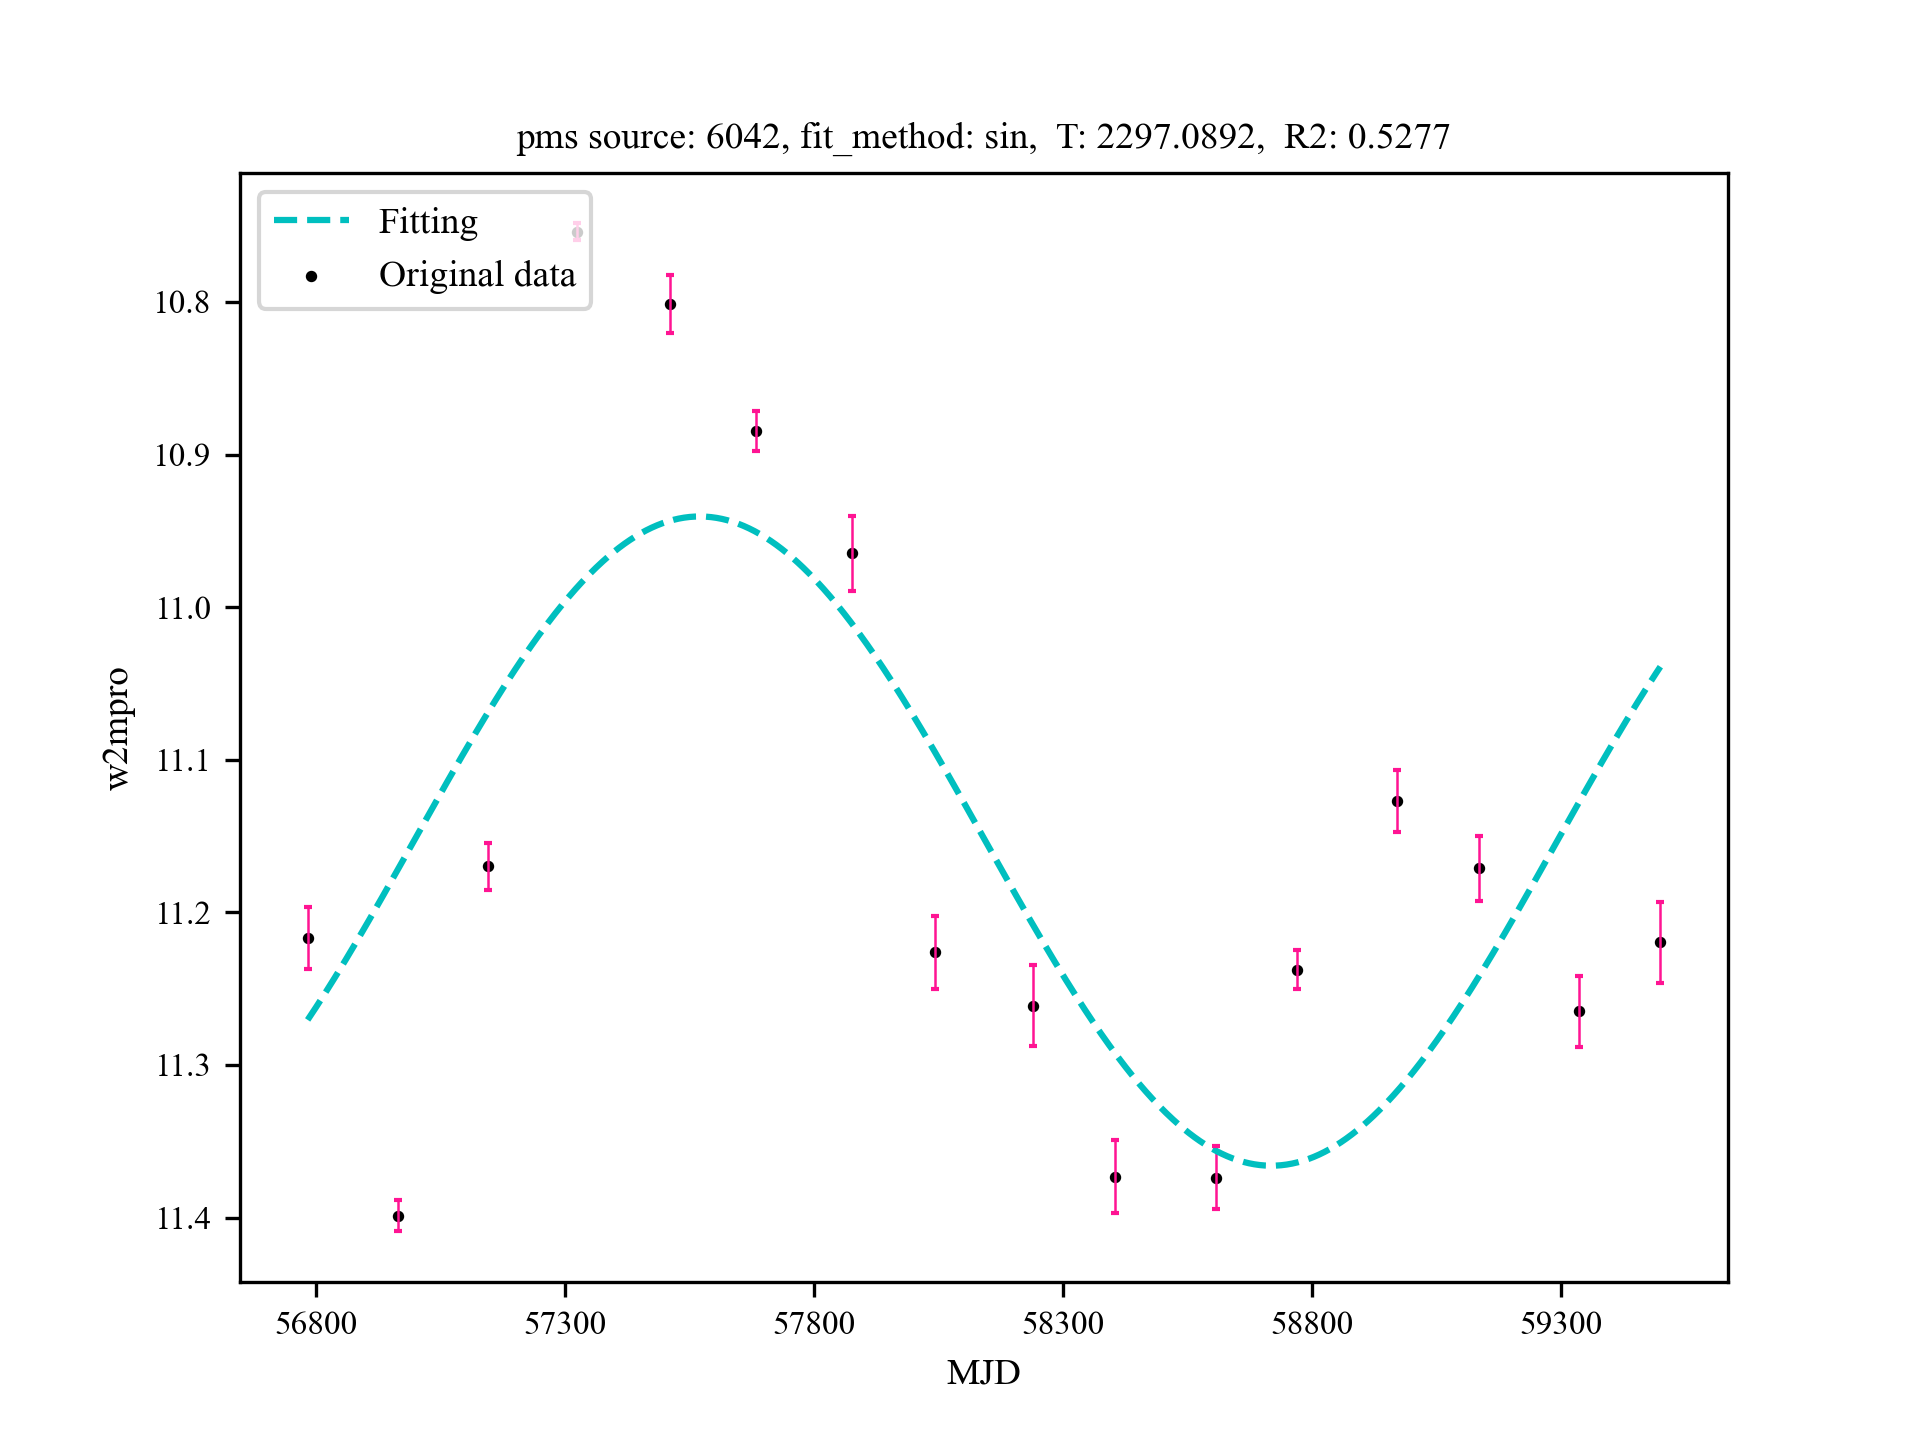 pms source: 6042, fit_method: sin,  T: 2297.0892,  R2: 0.5277
Fitting
Original data
10.8
10.9
11.0
11.1
11.2
11.3
11.4
w2mpro
56800 57300 57800 58300 58800 59300
MJD